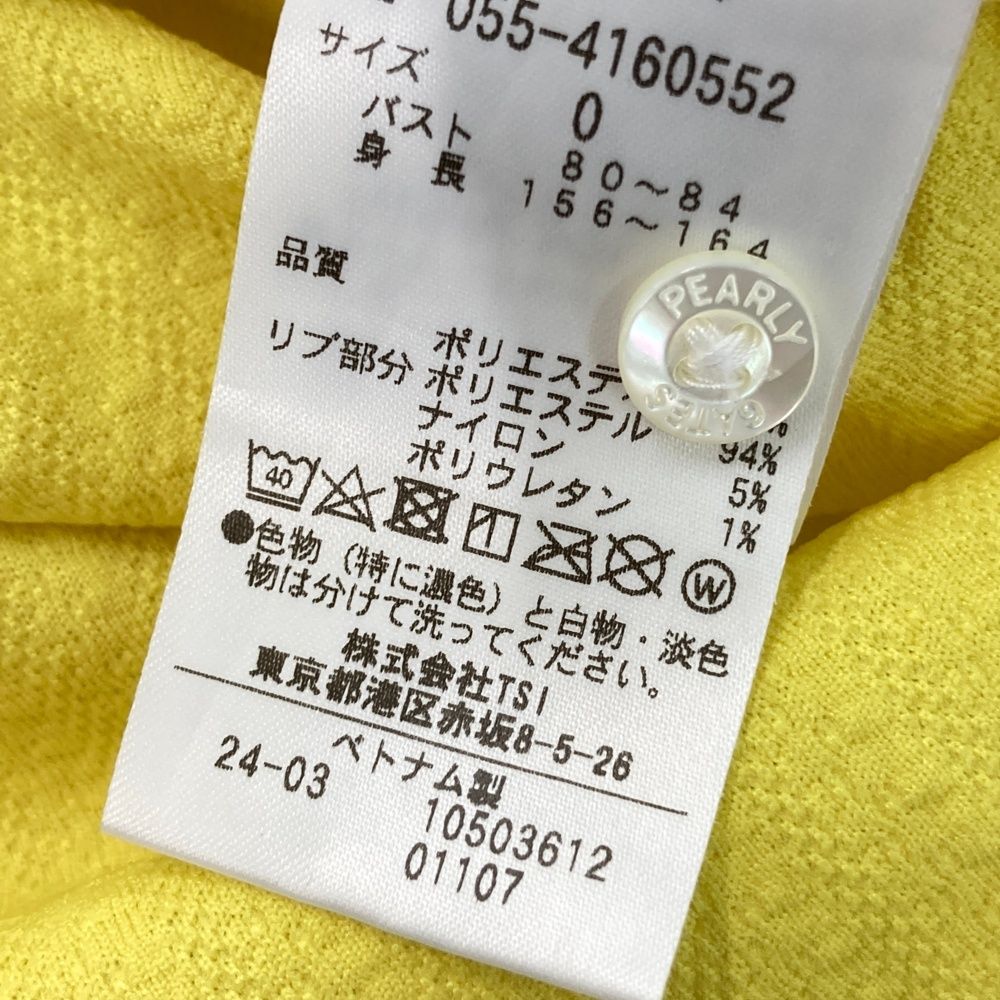 055-4160552
サイズ 0
バスト 80～84
身長 156～164
品質
ポリエステ
リブ部分 ポリエステル 94%
ナイロン 5%
ポリウレタン 1%
40
W
●色物（特に濃色）と白物・淡色
物は分けて洗ってください。
株式会社TSI
東京都港区赤坂8-5-26
ベトナム製
24-03
10503612
01107
PEARLY
GATES